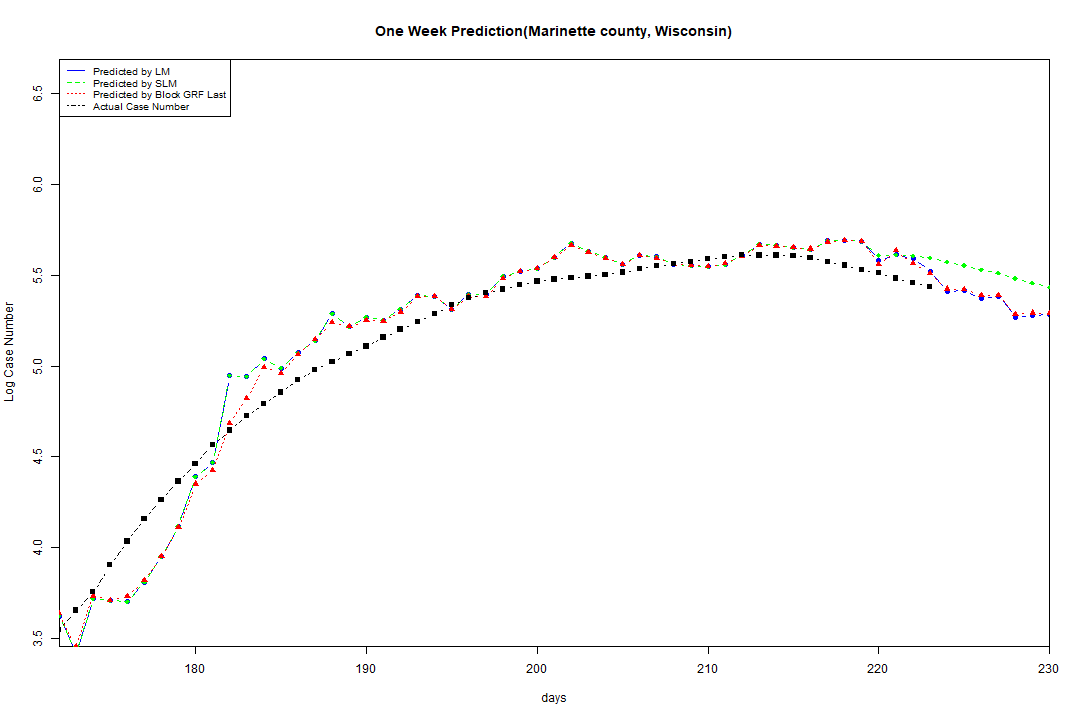 One Week Prediction(Marinette county, Wisconsin)
Predicted by LM
Predicted by SLM
Predicted by Block GRF Last
Actual Case Number
6.5
6.0
5.5
5.0
4.5
4.0
3.5
Log Case Number
180 190 200 210 220 230
days